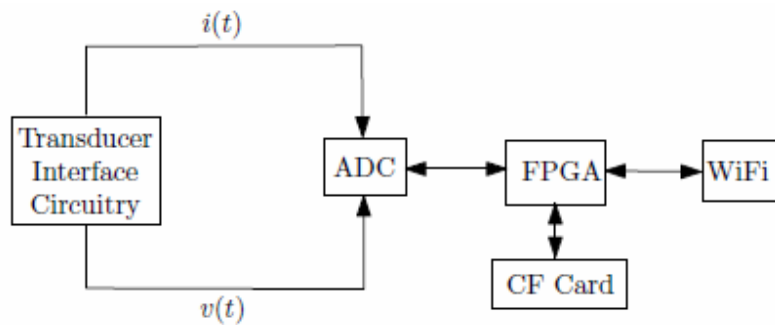 i(t)
Transducer
Interface
Circuitry
ADC
FPGA
WiFi
CF Card
v(t)